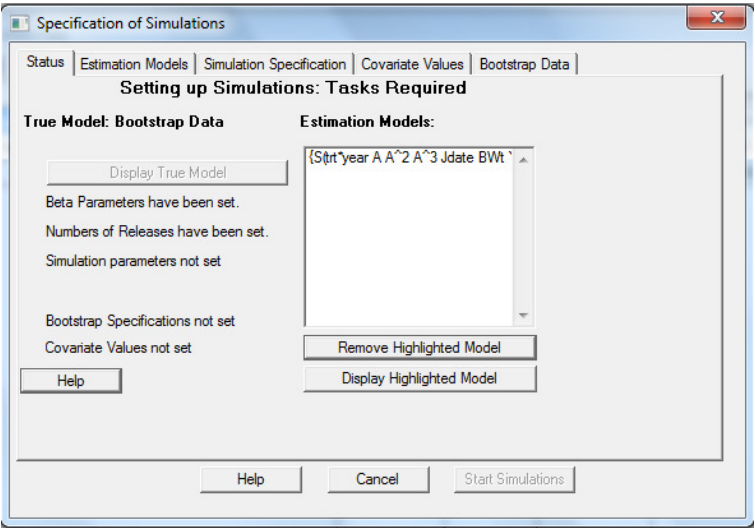 Specification of Simulations
Status
Estimation Models
Simulation Specification
Covariate Values
Bootstrap Data
Setting up Simulations: Tasks Required
True Model: Bootstrap Data
Estimation Models:
Display True Model
{S(trt*year A A^2 A^3 Jdate BWt
Beta Parameters have been set.
Numbers of Releases have been set.
Simulation parameters not set
Bootstrap Specifications not set
Covariate Values not set
Remove Highlighted Model
Help
Display Highlighted Model
Help
Cancel
Start Simulations